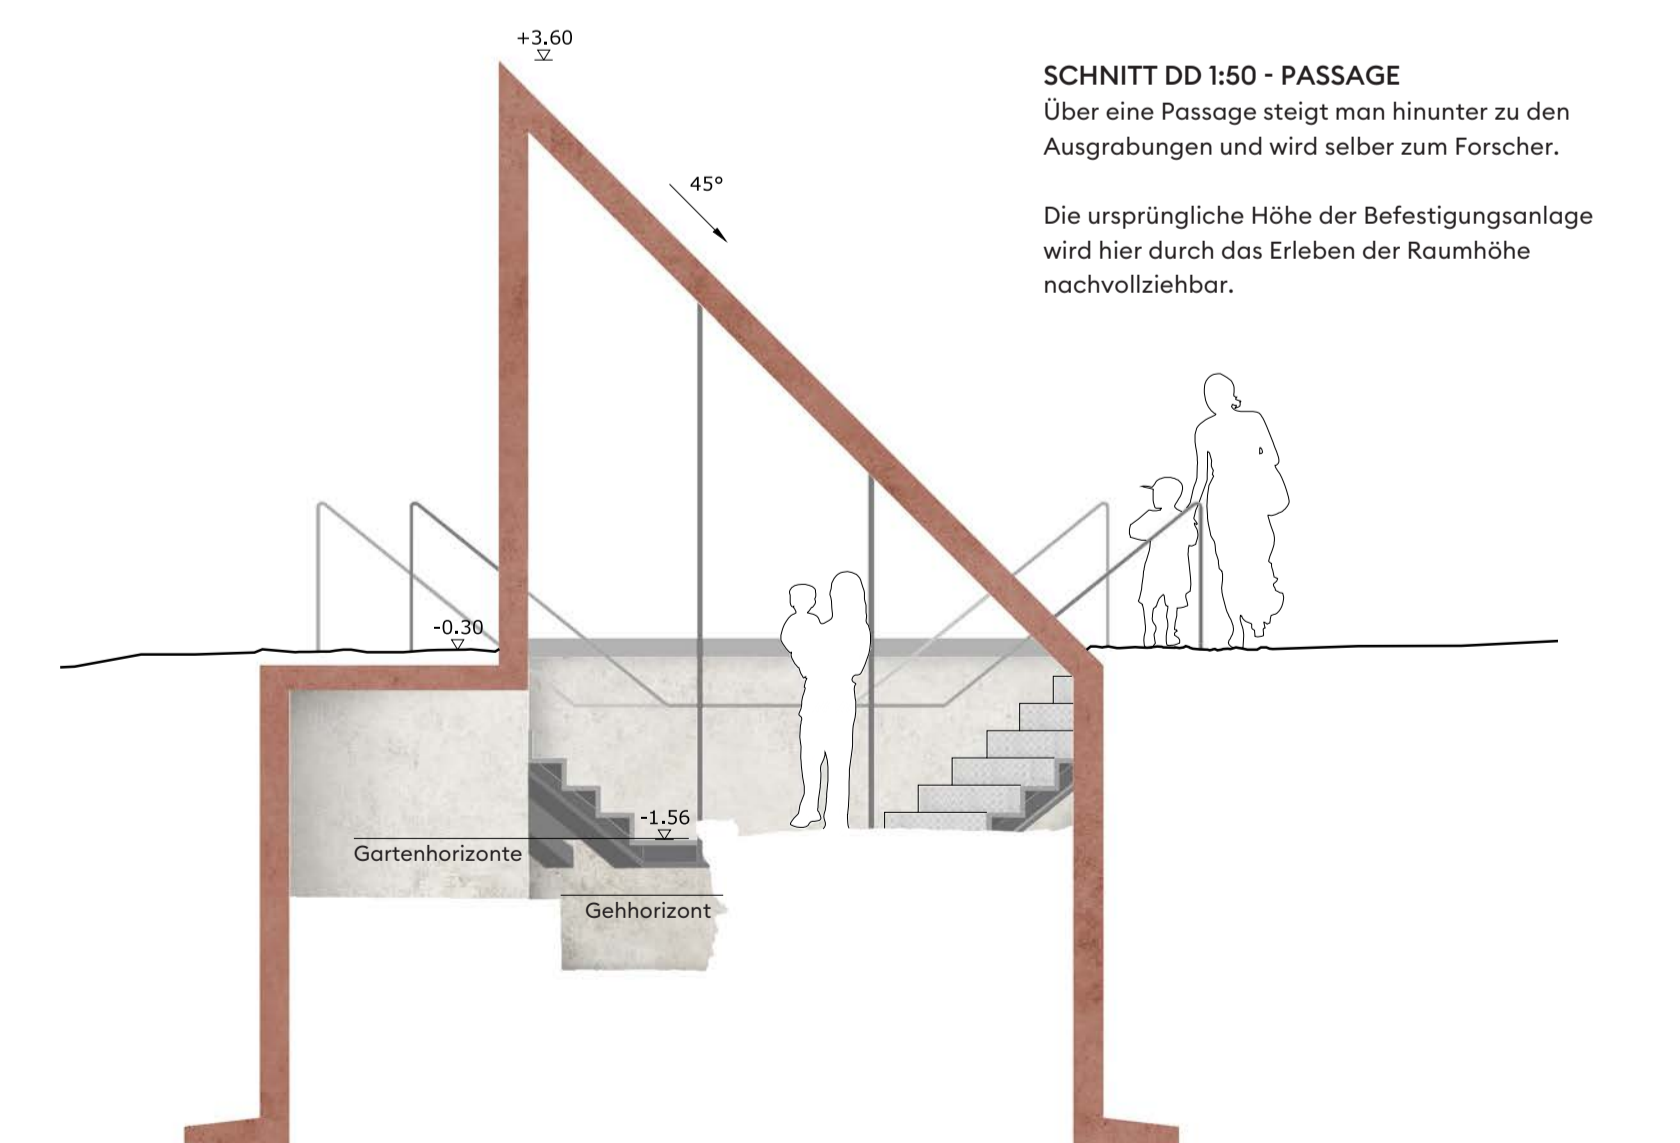 +3.60
SCHNITT DD 1:50 - PASSAGE
Über eine Passage steigt man hinunter zu den
Ausgrabungen und wird selber zum Forscher.
Die ursprüngliche Höhe der Befestigungsanlage
wird hier durch das Erleben der Raumhöhe
nachvollziehbar.
45°
-0.30
-1.56
Gartenhorizonte
Gehhorizont